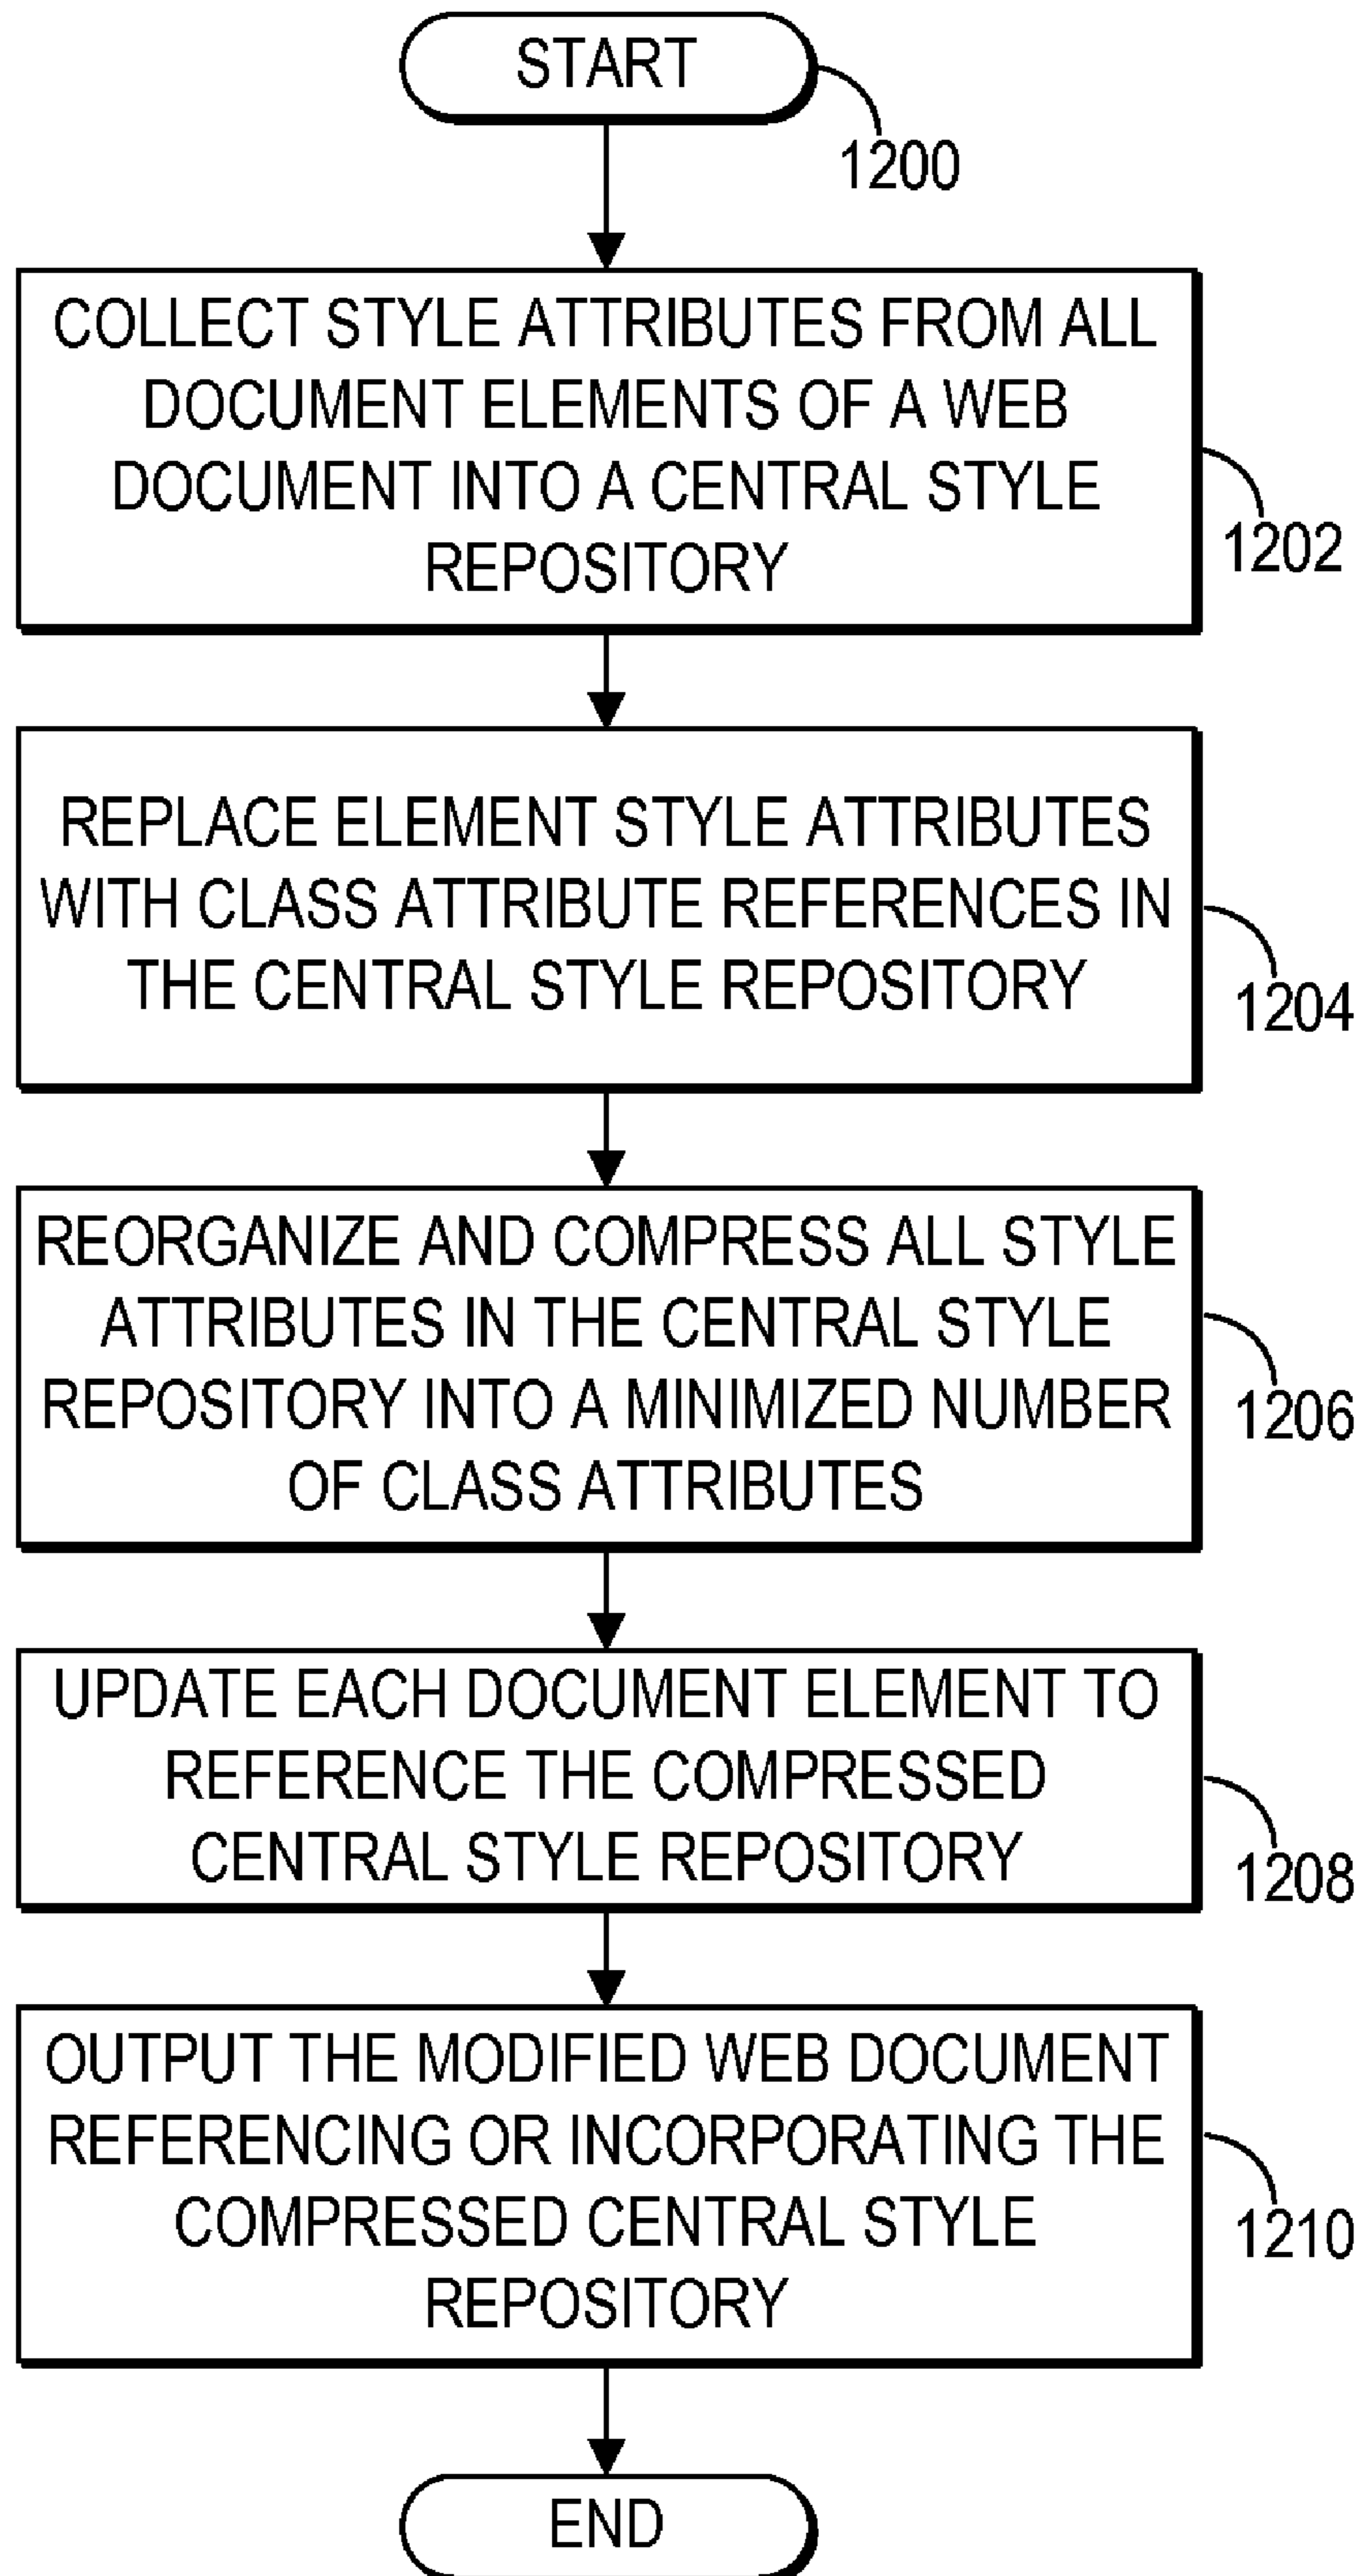 START
1200
COLLECT STYLE ATTRIBUTES FROM ALL
DOCUMENT ELEMENTS OF A WEB
DOCUMENT INTO A CENTRAL STYLE
REPOSITORY
1202
REPLACE ELEMENT STYLE ATTRIBUTES
WITH CLASS ATTRIBUTE REFERENCES IN
THE CENTRAL STYLE REPOSITORY
1204
REORGANIZE AND COMPRESS ALL STYLE
ATTRIBUTES IN THE CENTRAL STYLE
REPOSITORY INTO A MINIMIZED NUMBER
OF CLASS ATTRIBUTES
1206
UPDATE EACH DOCUMENT ELEMENT TO
REFERENCE THE COMPRESSED
CENTRAL STYLE REPOSITORY
1208
OUTPUT THE MODIFIED WEB DOCUMENT
REFERENCING OR INCORPORATING THE
COMPRESSED CENTRAL STYLE
REPOSITORY
1210
END